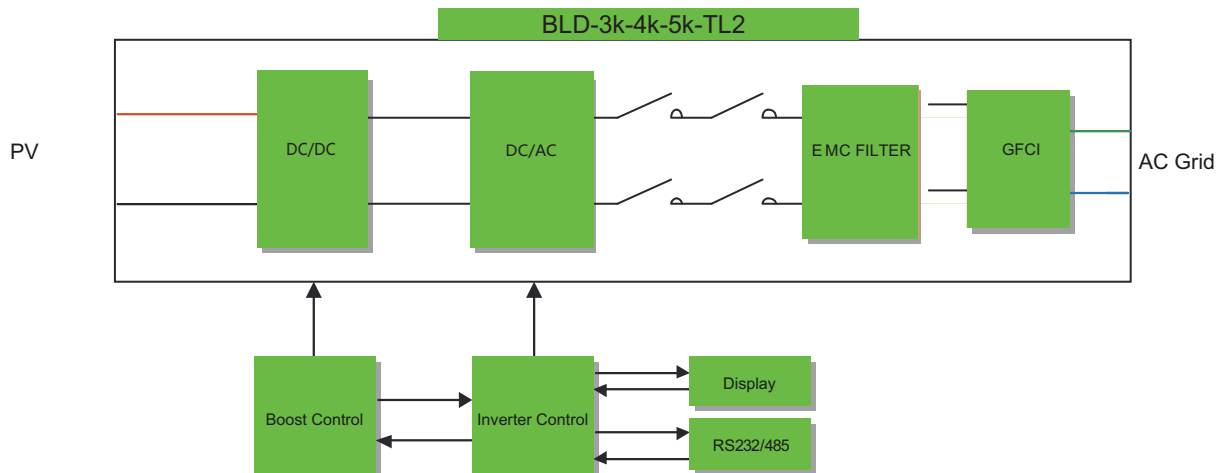 BLD-3k-4k-5k-TL2
PV
DC/DC
DC/AC
EMC FILTER
GFCI
AC Grid
Boost Control
Inverter Control
Display
RS232/485